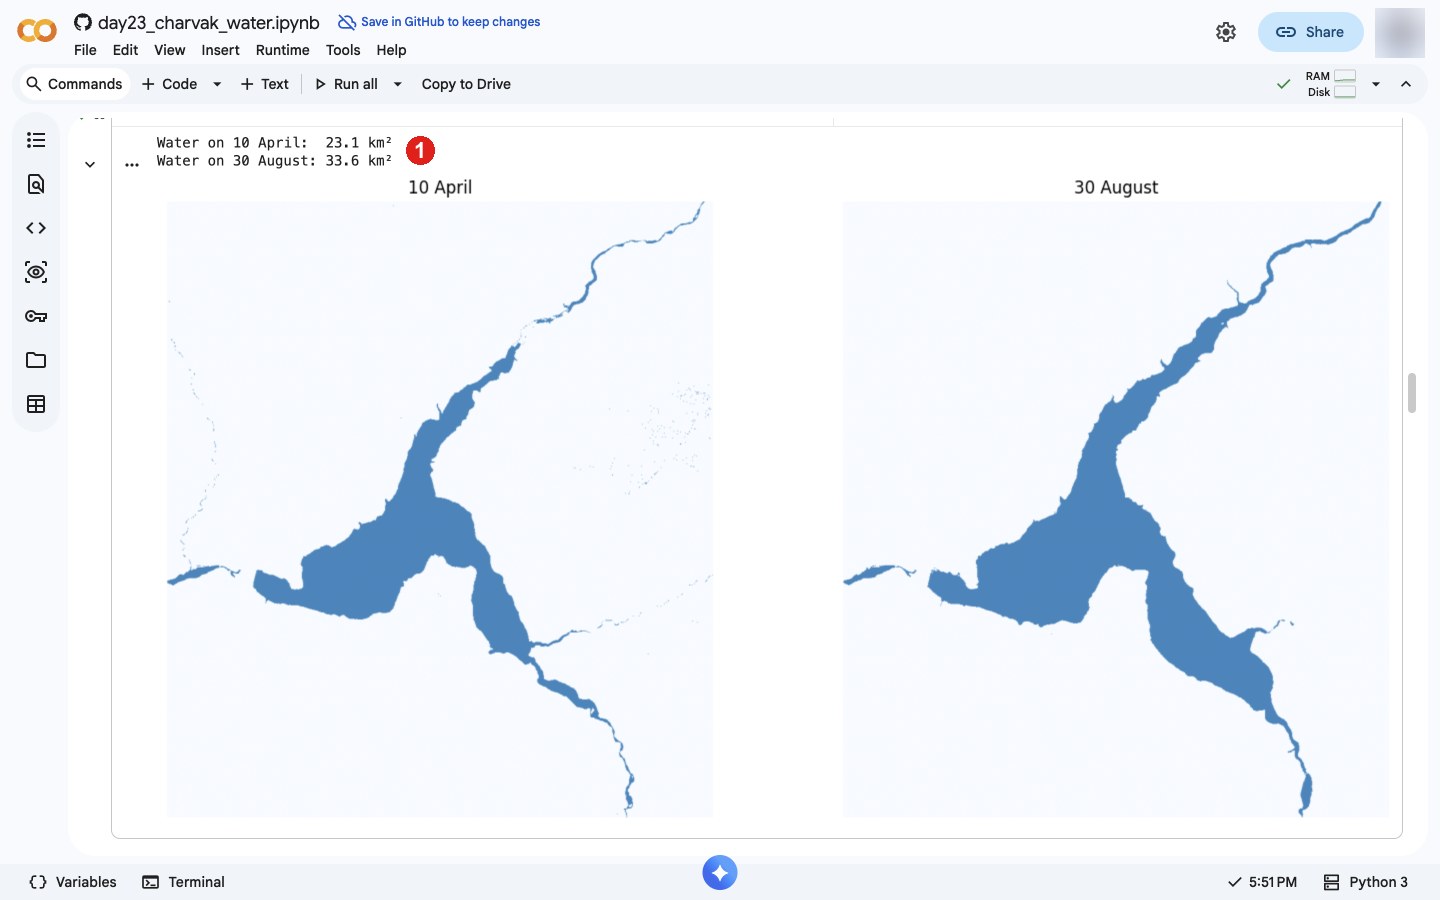 day23_charvak_water.ipynb
Save in GitHub to keep changes
Share
File Edit View Insert Runtime Tools Help
Commands + Code + Text Run all Copy to Drive
RAM
Disk
Water on 10 April: 23.1 km²
Water on 30 August: 33.6 km²
1
10 April
30 August
Variables Terminal
5:51 PM Python 3